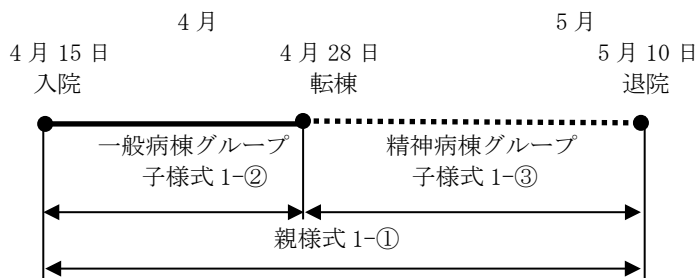 4月 5月
4月15日 4月28日 5月10日
入院 転棟 退院
一般病棟グループ 精神病棟グループ
子様式1-② 子様式1-③
親様式1-①